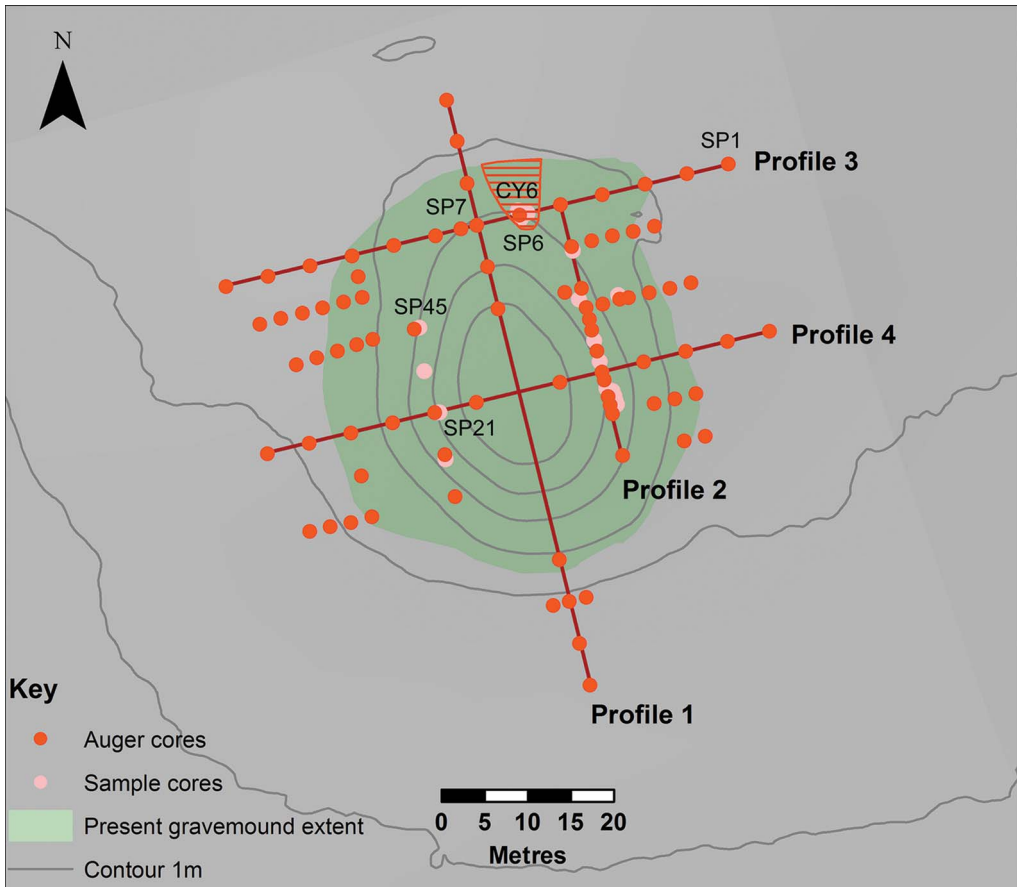 N
SP1
Profile 3
CY6
SP7
SP6
SP45
Profile 4
SP21
Profile 2
Profile 1
Key
Auger cores
Sample cores
Present gravemound extent
Contour 1m
0 5 10 15 20
Metres